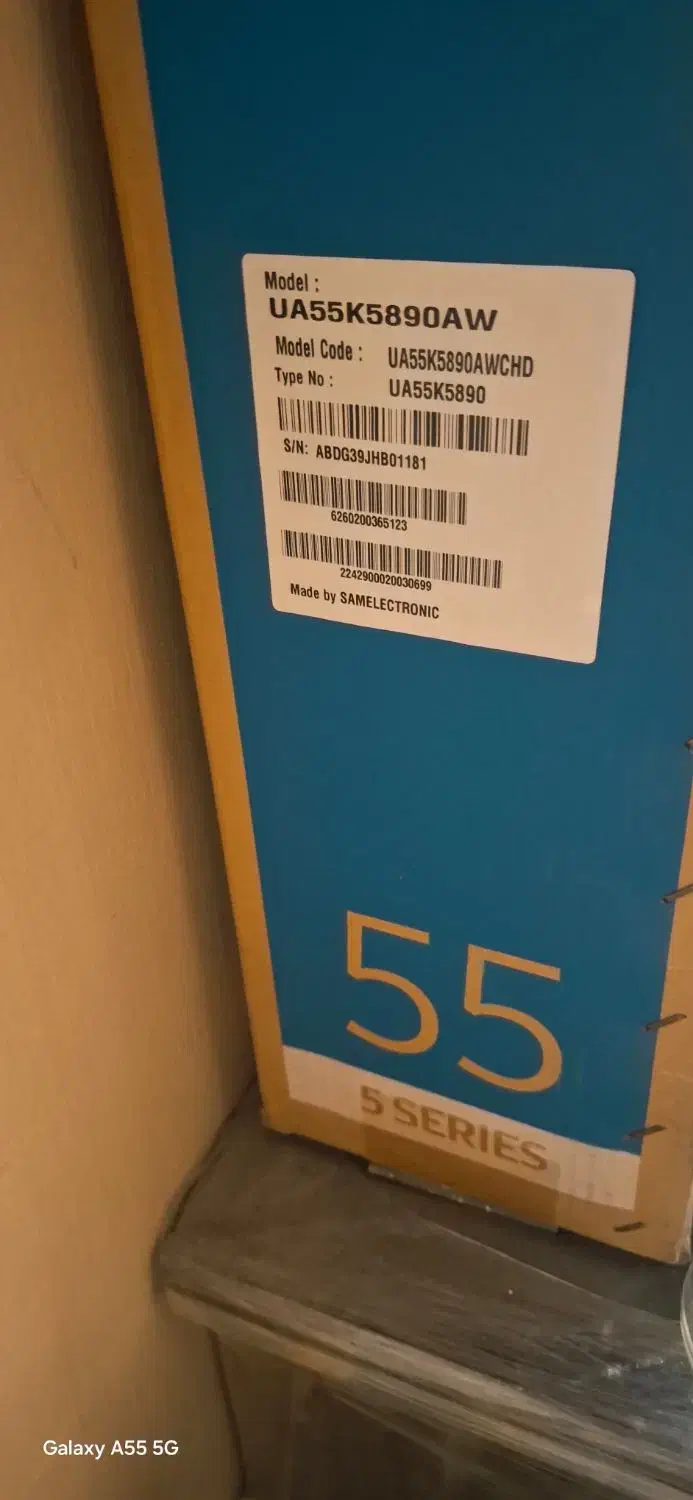 Model :
UA55K5890AW
Model Code : UA55K5890AWCHD
Type No : UA55K5890
S/N: ABDG39JHB01181
6260200365123
2242900020030699
Made by SAMELECTRONIC
55
5 SERIES
Galaxy A55 5G